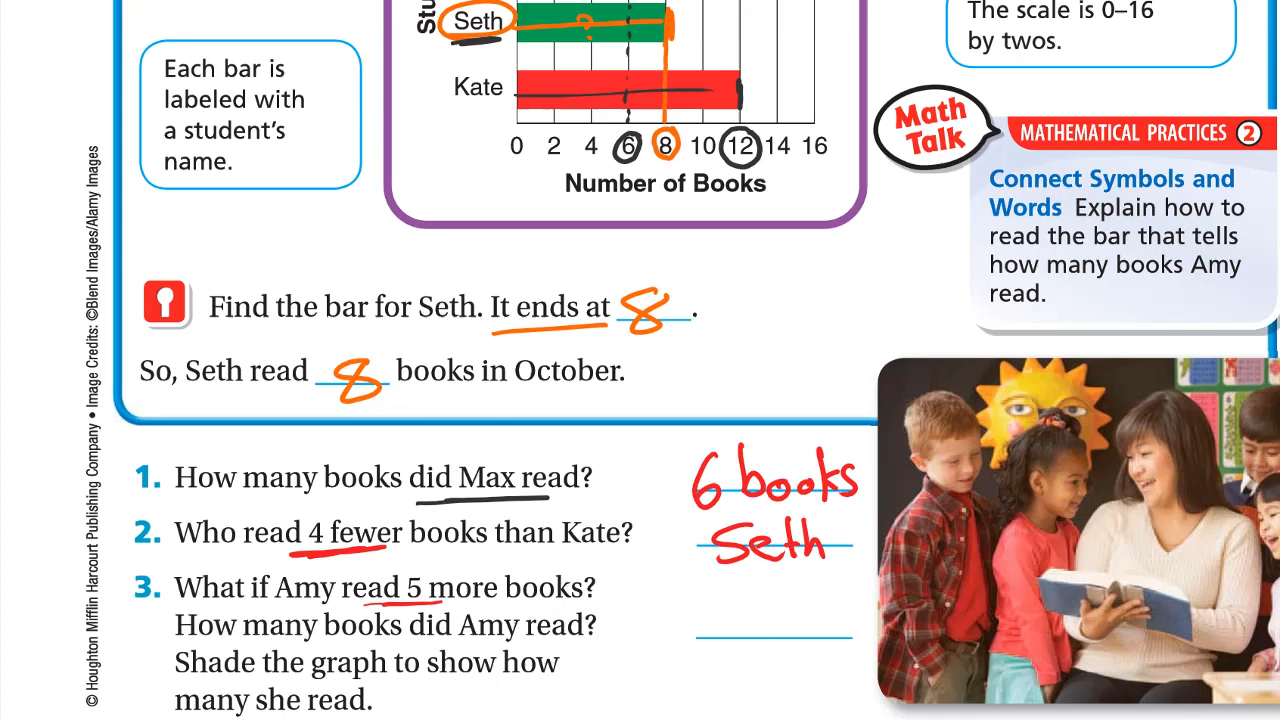 Stu
Seth
Kate
0 2 4 6 8 10 12 14 16
Number of Books
Each bar is
labeled with
a student's
name.
The scale is 0–16
by twos.
Math
Talk
MATHEMATICAL PRACTICES 2
Connect Symbols and
Words Explain how to
read the bar that tells
how many books Amy
read.
Find the bar for Seth. It ends at 8.
So, Seth read 8 books in October.
1. How many books did Max read? 6 books
2. Who read 4 fewer books than Kate? Seth
3. What if Amy read 5 more books?
How many books did Amy read?
Shade the graph to show how
many she read.
© Houghton Mifflin Harcourt Publishing Company • Image Credits: ©Blend Images/Alamy Images